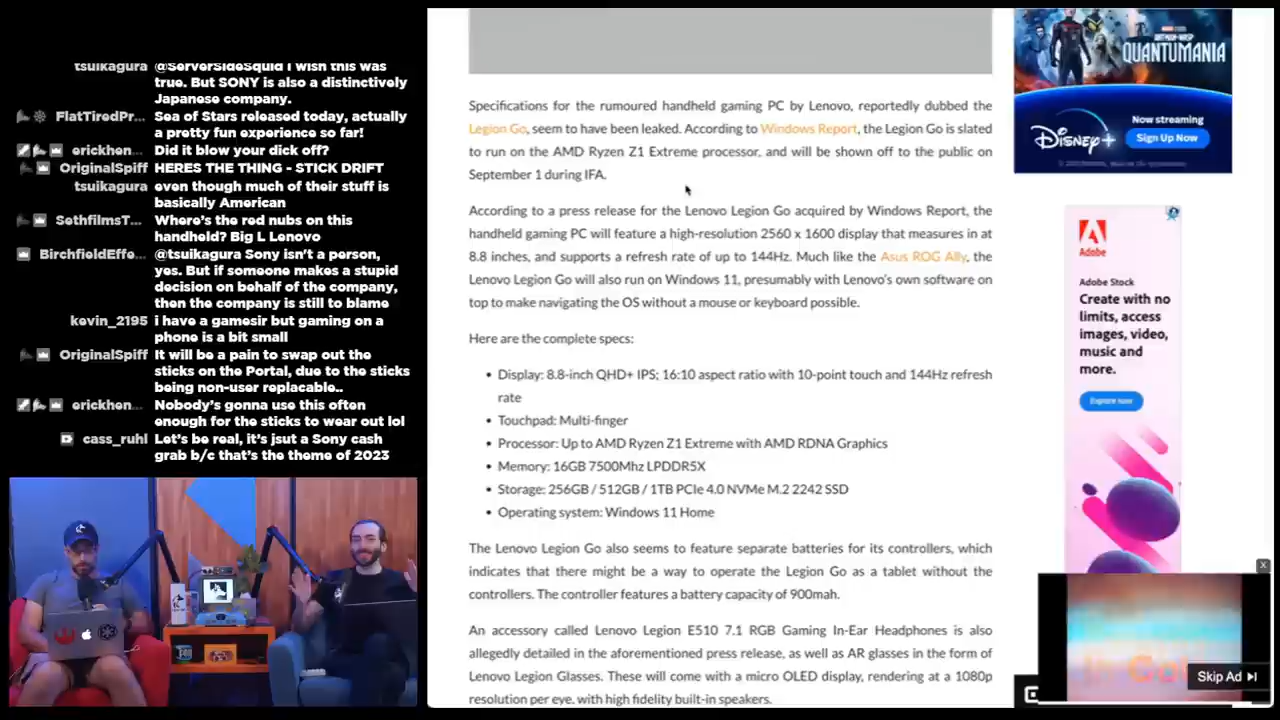 tsuikagura @ServerSideSquid I wish this was
true. But SONY is also a distinctively
Japanese company.
FlatTiredPr... Sea of Stars released today, actually
a pretty fun experience so far!
erickhen... Did it blow your dick off?
OriginalSpiff HERES THE THING - STICK DRIFT
tsuikagura even though much of their stuff is
basically American
SethfilmsT... Where's the red nubs on this
handheld? Big L Lenovo
BirchfieldEffe... @tsuikagura Sony isn't a person,
yes. But if someone makes a stupid
decision on behalf of the company,
then the company is still to blame
kevin_2195 i have a gamesir but gaming on a
phone is a bit small
OriginalSpiff It will be a pain to swap out the
sticks on the Portal, due to the sticks
being non-user replacable..
erickhen... Nobody's gonna use this often
enough for the sticks to wear out lol
cass_ruhl Let's be real, it's jsut a Sony cash
grab b/c that's the theme of 2023
Specifications for the rumoured handheld gaming PC by Lenovo, reportedly dubbed the
Legion Go, seem to have been leaked. According to Windows Report, the Legion Go is slated
to run on the AMD Ryzen Z1 Extreme processor, and will be shown off to the public on
September 1 during IFA.
According to a press release for the Lenovo Legion Go acquired by Windows Report, the
handheld gaming PC will feature a high-resolution 2560 x 1600 display that measures in at
8.8 inches, and supports a refresh rate of up to 144Hz. Much like the Asus ROG Ally, the
Lenovo Legion Go will also run on Windows 11, presumably with Lenovo's own software on
top to make navigating the OS without a mouse or keyboard possible.
Here are the complete specs:
• Display: 8.8-inch QHD+ IPS; 16:10 aspect ratio with 10-point touch and 144Hz refresh
rate
• Touchpad: Multi-finger
• Processor: Up to AMD Ryzen Z1 Extreme with AMD RDNA Graphics
• Memory: 16GB 7500Mhz LPDDR5X
• Storage: 256GB / 512GB / 1TB PCIe 4.0 NVMe M.2 2242 SSD
• Operating system: Windows 11 Home
The Lenovo Legion Go also seems to feature separate batteries for its controllers, which
indicates that there might be a way to operate the Legion Go as a tablet without the
controllers. The controller features a battery capacity of 900mah.
An accessory called Lenovo Legion E510 7.1 RGB Gaming In-Ear Headphones is also
allegedly detailed in the aforementioned press release, as well as AR glasses in the form of
Lenovo Legion Glasses. These will come with a micro OLED display, rendering at a 1080p
resolution per eye, with high fidelity built-in speakers.
QUANTUMANIA
Disney+
Now streaming
Sign Up Now
Adobe
Adobe Stock
Create with no
limits, access
images, video,
music and
more.
Explore now
X
Skip Ad